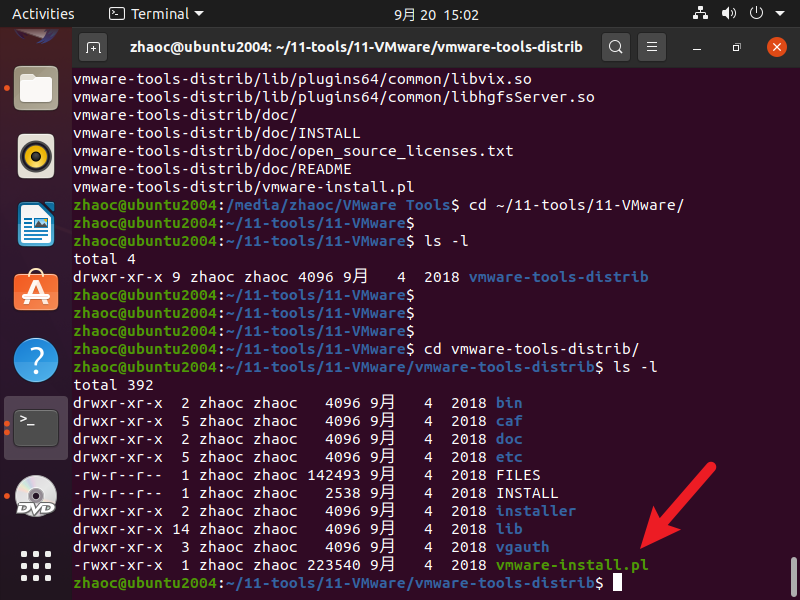 Activities Terminal 9月 20 15:02
zhaoc@ubuntu2004: ~/11-tools/11-VMware/vmware-tools-distrib
vmware-tools-distrib/lib/plugins64/common/libvix.so
vmware-tools-distrib/lib/plugins64/common/libhgfsServer.so
vmware-tools-distrib/doc/
vmware-tools-distrib/doc/INSTALL
vmware-tools-distrib/doc/open_source_licenses.txt
vmware-tools-distrib/doc/README
vmware-tools-distrib/vmware-install.pl
zhaoc@ubuntu2004:/media/zhaoc/VMware Tools$ cd ~/11-tools/11-VMware/
zhaoc@ubuntu2004:~/11-tools/11-VMware$
zhaoc@ubuntu2004:~/11-tools/11-VMware$ ls -l
total 4
drwxr-xr-x 9 zhaoc zhaoc 4096 9月   4  2018 vmware-tools-distrib
zhaoc@ubuntu2004:~/11-tools/11-VMware$
zhaoc@ubuntu2004:~/11-tools/11-VMware$
zhaoc@ubuntu2004:~/11-tools/11-VMware$
zhaoc@ubuntu2004:~/11-tools/11-VMware$ cd vmware-tools-distrib/
zhaoc@ubuntu2004:~/11-tools/11-VMware/vmware-tools-distrib$ ls -l
total 392
drwxr-xr-x  2 zhaoc zhaoc   4096 9月   4  2018 bin
drwxr-xr-x  5 zhaoc zhaoc   4096 9月   4  2018 caf
drwxr-xr-x  2 zhaoc zhaoc   4096 9月   4  2018 doc
drwxr-xr-x  5 zhaoc zhaoc   4096 9月   4  2018 etc
-rw-r--r--  1 zhaoc zhaoc 142493 9月   4  2018 FILES
-rw-r--r--  1 zhaoc zhaoc   2538 9月   4  2018 INSTALL
drwxr-xr-x  2 zhaoc zhaoc   4096 9月   4  2018 installer
drwxr-xr-x 14 zhaoc zhaoc   4096 9月   4  2018 lib
drwxr-xr-x  3 zhaoc zhaoc   4096 9月   4  2018 vgauth
-rwxr-xr-x  1 zhaoc zhaoc 223540 9月   4  2018 vmware-install.pl
zhaoc@ubuntu2004:~/11-tools/11-VMware/vmware-tools-distrib$
DVD